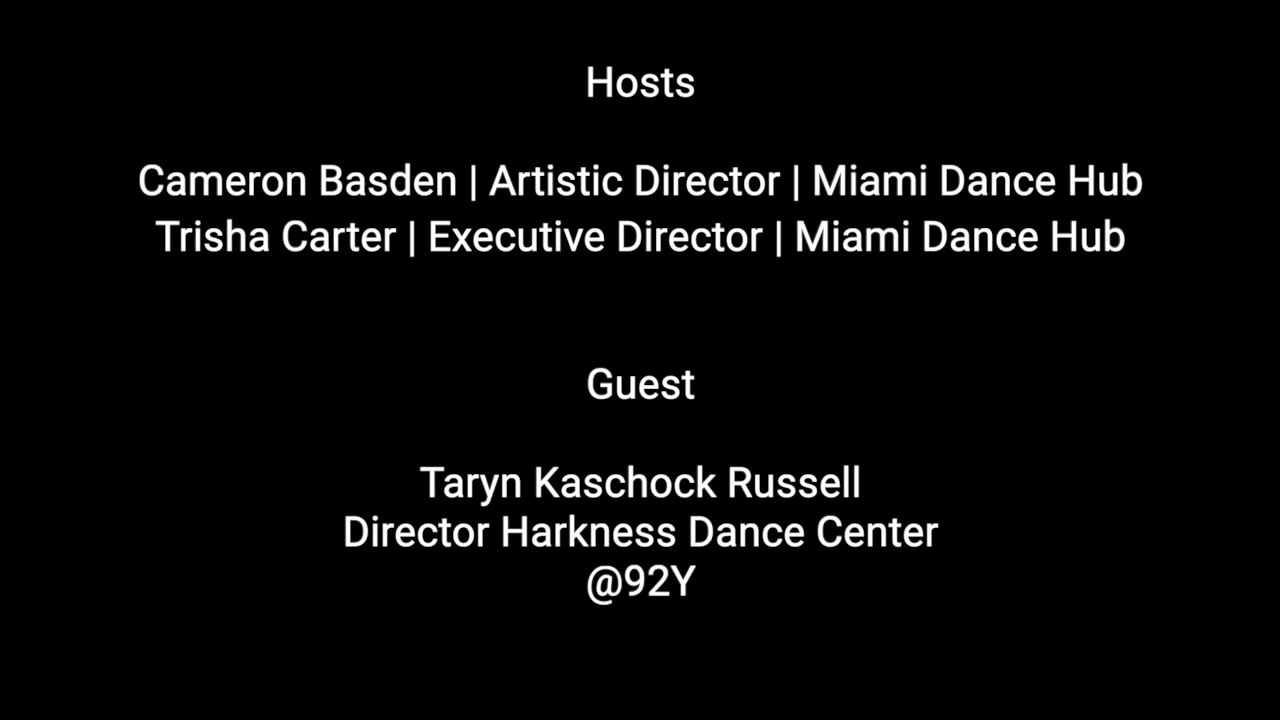 Hosts
Cameron Basden | Artistic Director | Miami Dance Hub
Trisha Carter | Executive Director | Miami Dance Hub
Guest
Taryn Kaschock Russell
Director Harkness Dance Center
@92Y